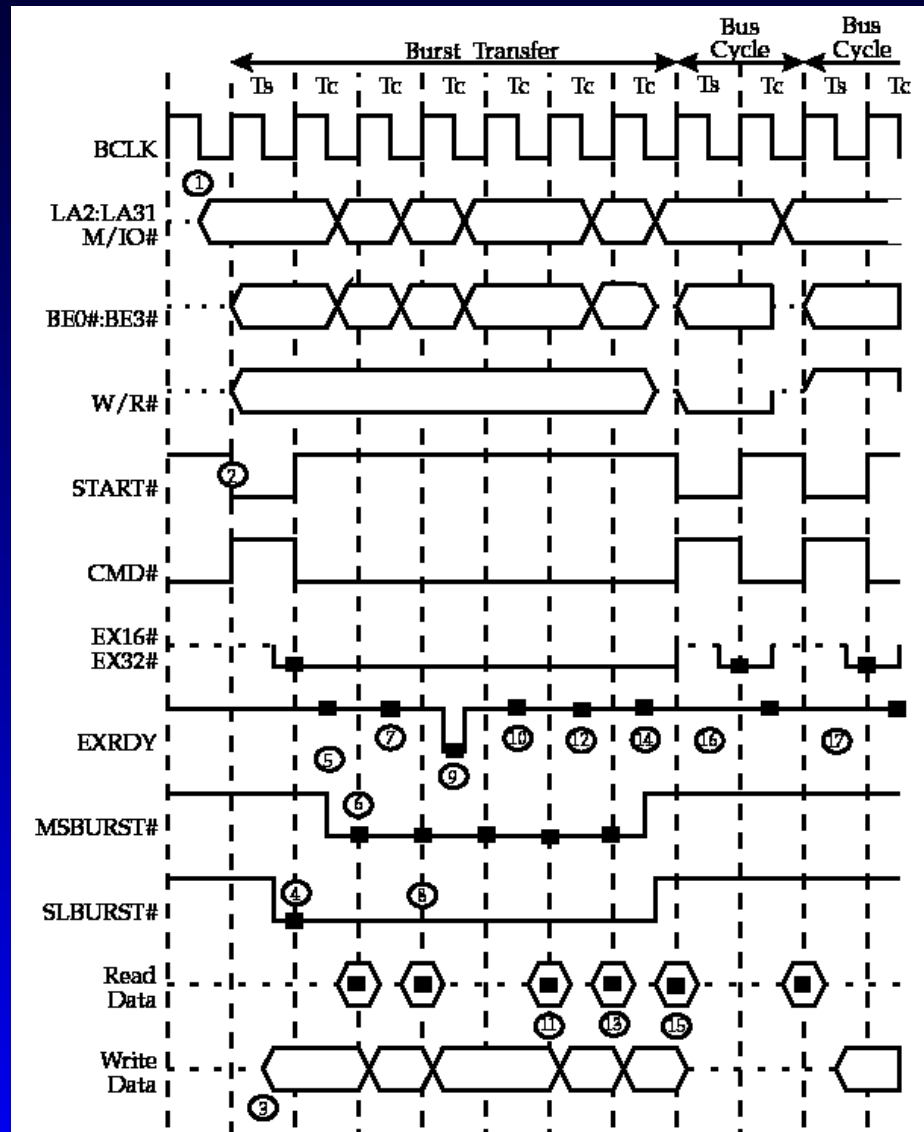 Bus
Cycle
Bus
Cycle
Burst Transfer
Ts Tc Tc Tc Tc Tc Tc Ts Tc Ts Tc
BCLK
1
LA2:LA31
M/IO#
BE0#:BE3#
W/R#
2
START#
CMD#
EX16#
EX32#
EXRDY
5 7 9 10 12 14 16 17
6
MSBURST#
4 8
SLBURST#
Read
Data
11 13 15
Write
Data
3